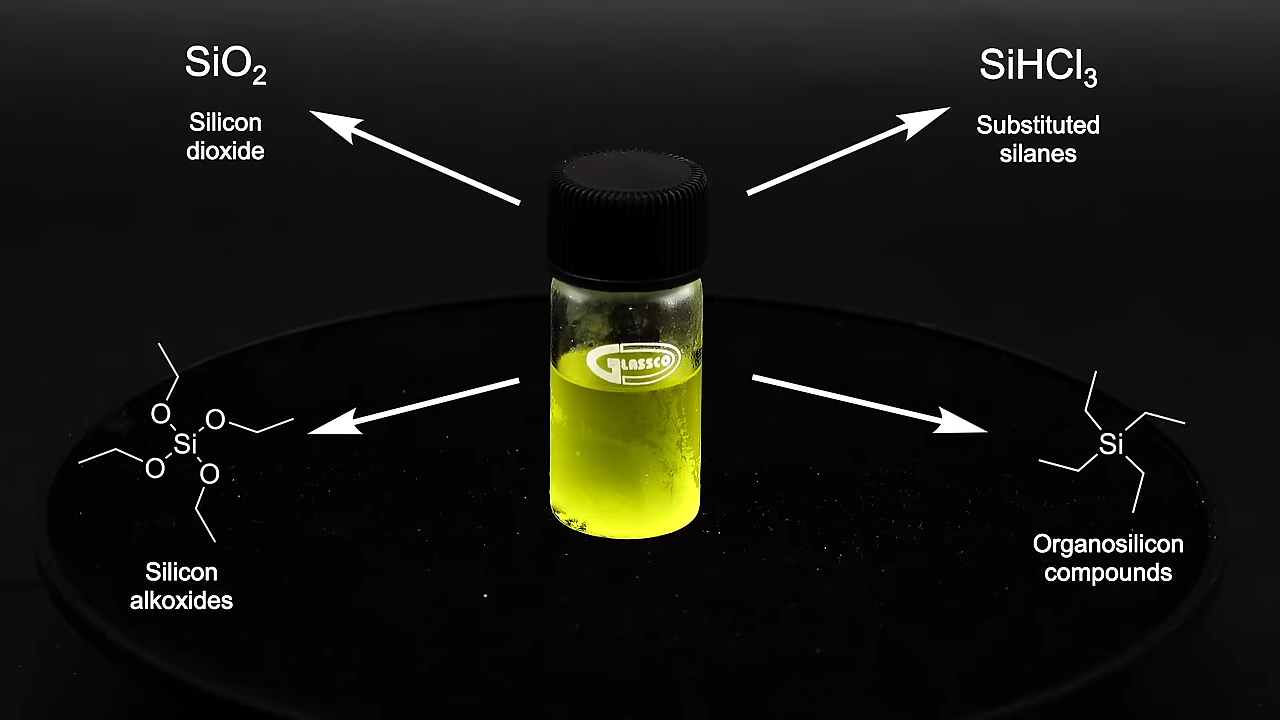 SiO₂
Silicon
dioxide
SiHCl₃
Substituted
silanes
GLASSCO
O
O
Si
O
O
Silicon
alkoxides
Si
Organosilicon
compounds